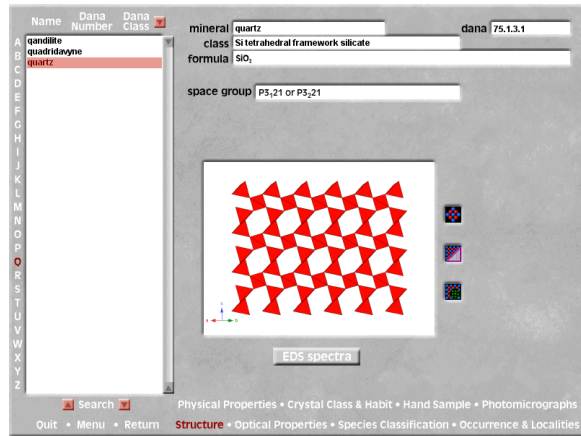 Name Dana Number Dana Class
mineral quartz dana 75.1.3.1
class Si tetrahedral framework silicate
formula SiO₂
space group P3₁21 or P3₂21
qandilite
quadridavyne
quartz
A
B
C
D
E
F
G
H
I
J
K
L
M
N
O
P
Q
R
S
T
U
V
W
X
Y
Z
EDS spectra
Search
Physical Properties • Crystal Class & Habit • Hand Sample • Photomicrographs
Quit • Menu • Return
Structure • Optical Properties • Species Classification • Occurrence & Localities